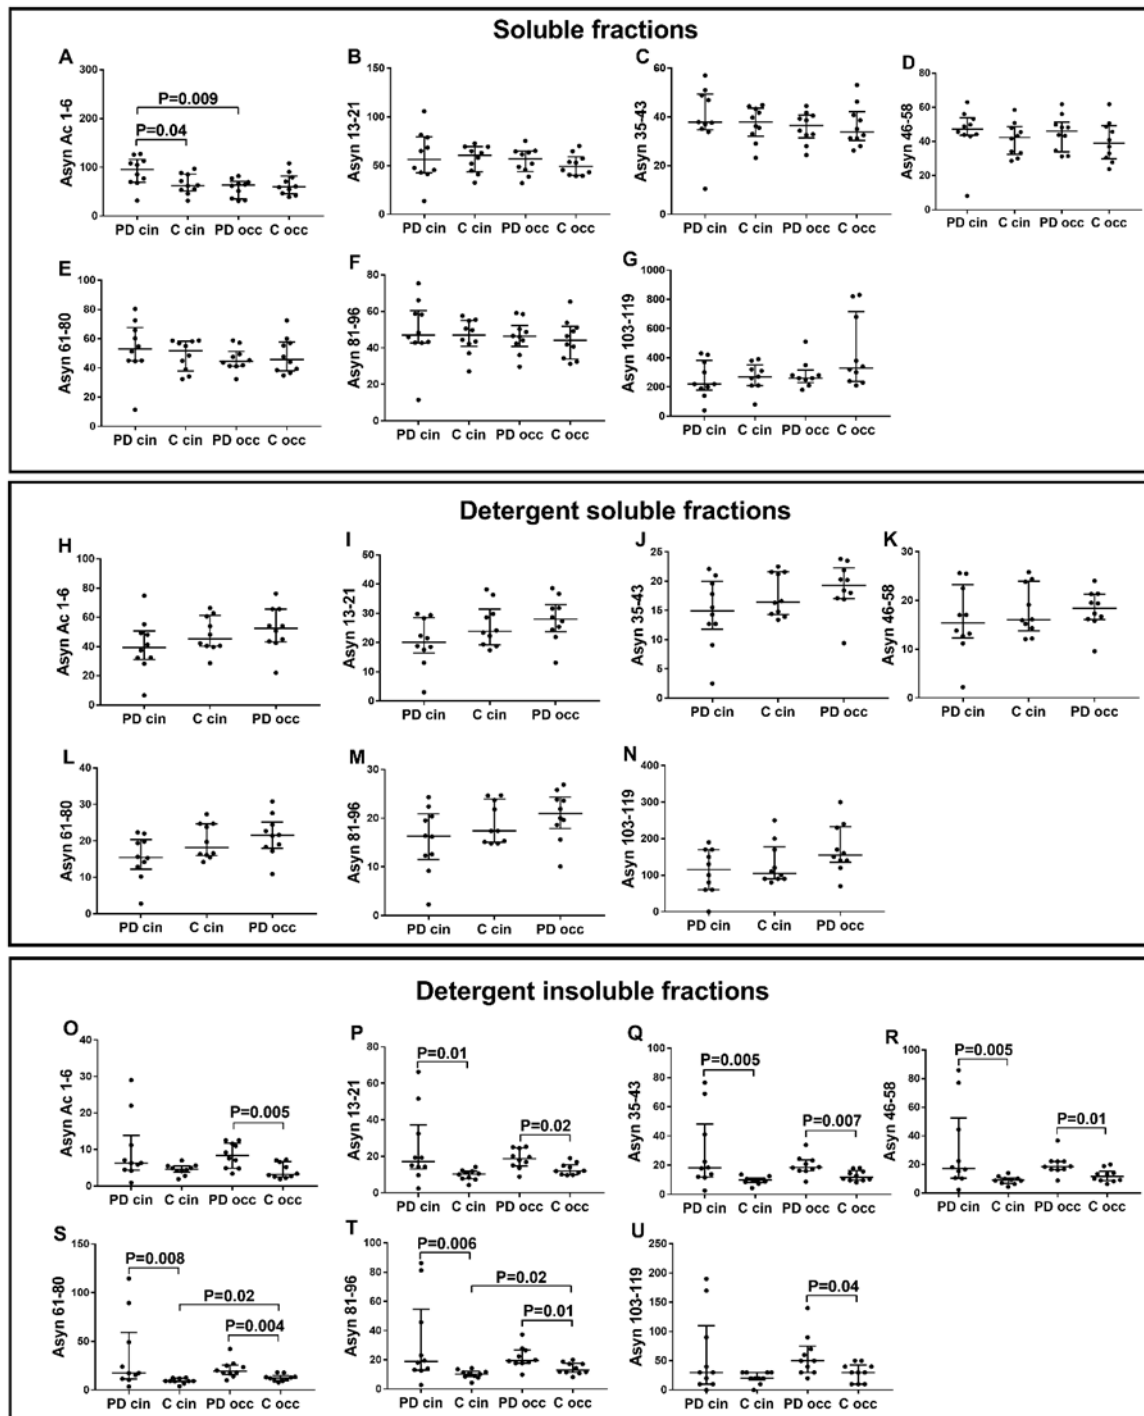 Soluble fractions
A
Asyn Ac 1-6
300
200
100
0
P=0.009
P=0.04
PD cin C cin PD occ C occ
B
Asyn 13-21
150
100
50
0
PD cin C cin PD occ C occ
C
Asyn 35-43
60
40
20
0
PD cin C cin PD occ C occ
D
Asyn 46-58
80
60
40
20
0
PD cin C cin PD occ C occ
E
Asyn 61-80
100
80
60
40
20
0
PD cin C cin PD occ C occ
F
Asyn 81-96
80
60
40
20
0
PD cin C cin PD occ C occ
G
Asyn 103-119
1000
800
600
400
200
0
PD cin C cin PD occ C occ
Detergent soluble fractions
H
Asyn Ac 1-6
100
80
60
40
20
0
PD cin C cin PD occ
I
Asyn 13-21
50
40
30
20
10
0
PD cin C cin PD occ
J
Asyn 35-43
25
20
15
10
5
0
PD cin C cin PD occ
K
Asyn 46-58
30
20
10
0
PD cin C cin PD occ
L
Asyn 61-80
40
30
20
10
0
PD cin C cin PD occ
M
Asyn 81-96
30
20
10
0
PD cin C cin PD occ
N
Asyn 103-119
400
300
200
100
0
PD cin C cin PD occ
Detergent insoluble fractions
O
Asyn Ac 1-6
40
30
20
10
0
P=0.005
PD cin C cin PD occ C occ
P
Asyn 13-21
80
60
40
20
0
P=0.01
P=0.02
PD cin C cin PD occ C occ
Q
Asyn 35-43
100
80
60
40
20
0
P=0.005
P=0.007
PD cin C cin PD occ C occ
R
Asyn 46-58
100
80
60
40
20
0
P=0.005
P=0.01
PD cin C cin PD occ C occ
S
Asyn 61-80
150
100
50
0
P=0.008
P=0.02
P=0.004
PD cin C cin PD occ C occ
T
Asyn 81-96
100
80
60
40
20
0
P=0.006
P=0.02
P=0.01
PD cin C cin PD occ C occ
U
Asyn 103-119
250
200
150
100
50
0
P=0.04
PD cin C cin PD occ C occ